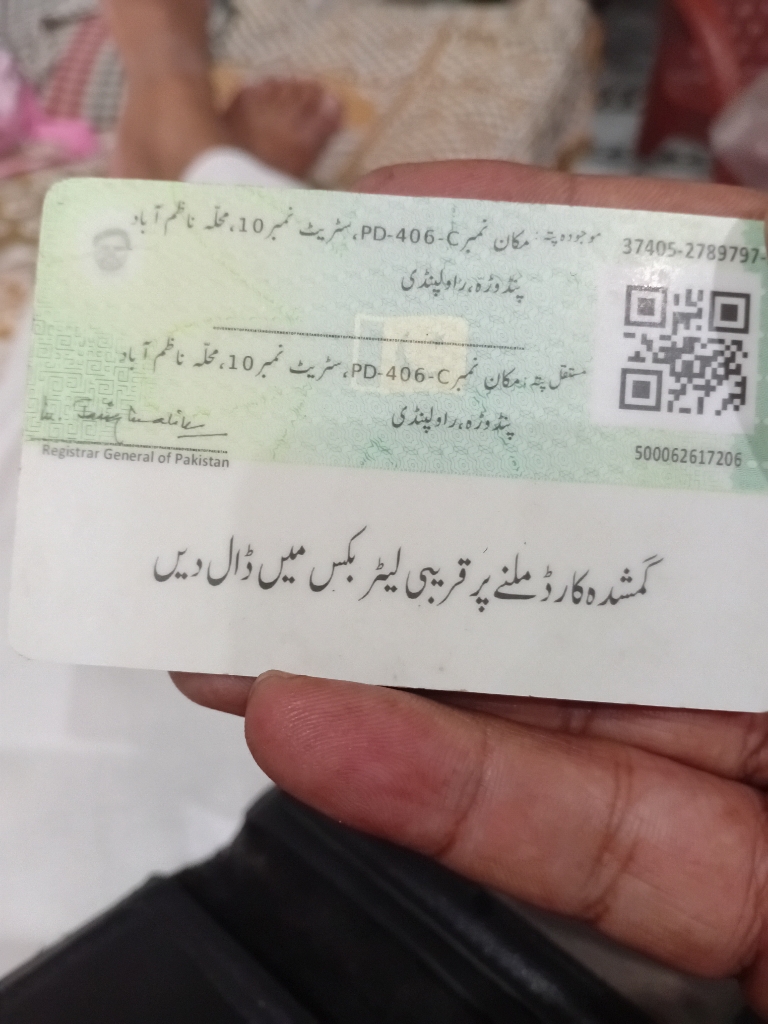 موجودہ پتہ: مکان نمبر PD-406-C، سٹریٹ نمبر 10، محلّہ ناظم آباد
پنڈوڑہ، راولپنڈی
37405-2789797-
مستقل پتہ: مکان نمبر PD-406-C، سٹریٹ نمبر 10، محلّہ ناظم آباد
پنڈوڑہ، راولپنڈی
500062617206
Registrar General of Pakistan
گمشدہ کارڈ ملنے پر قریبی لیٹر بکس میں ڈال دیں